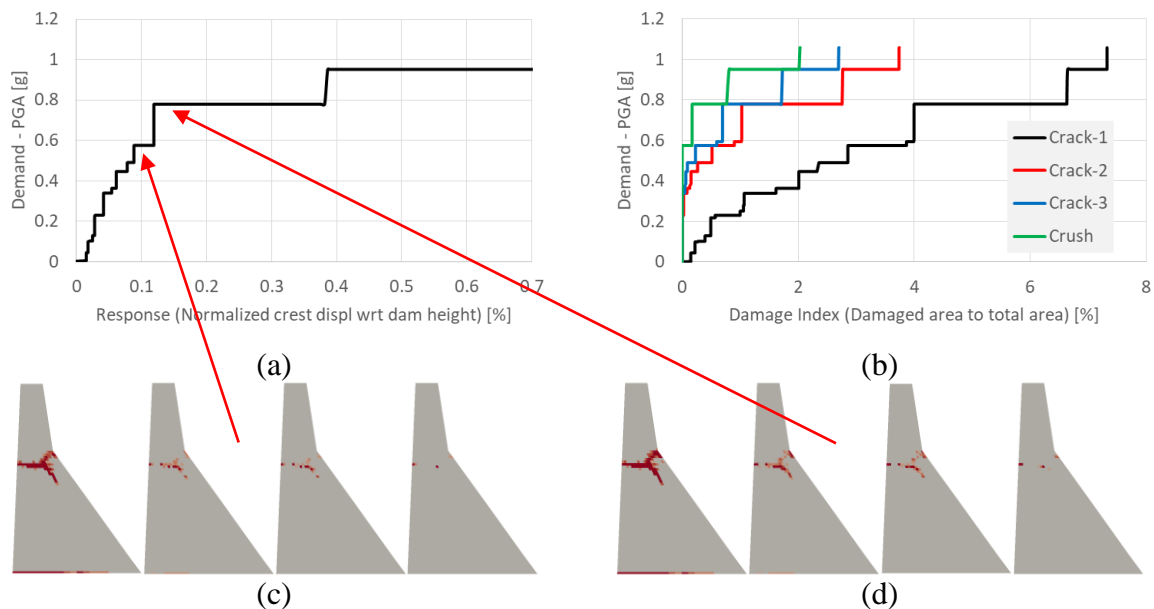 1.2
1
0.8
0.6
0.4
0.2
0
Demand - PGA [g]
0 0.1 0.2 0.3 0.4 0.5 0.6 0.7
Response (Normalized crest displ wrt dam height) [%]
(a)
1.2
1
0.8
0.6
0.4
0.2
0
Demand - PGA [g]
Crack-1
Crack-2
Crack-3
Crush
0 2 4 6 8
Damage Index (Damaged area to total area) [%]
(b)
(c)
(d)